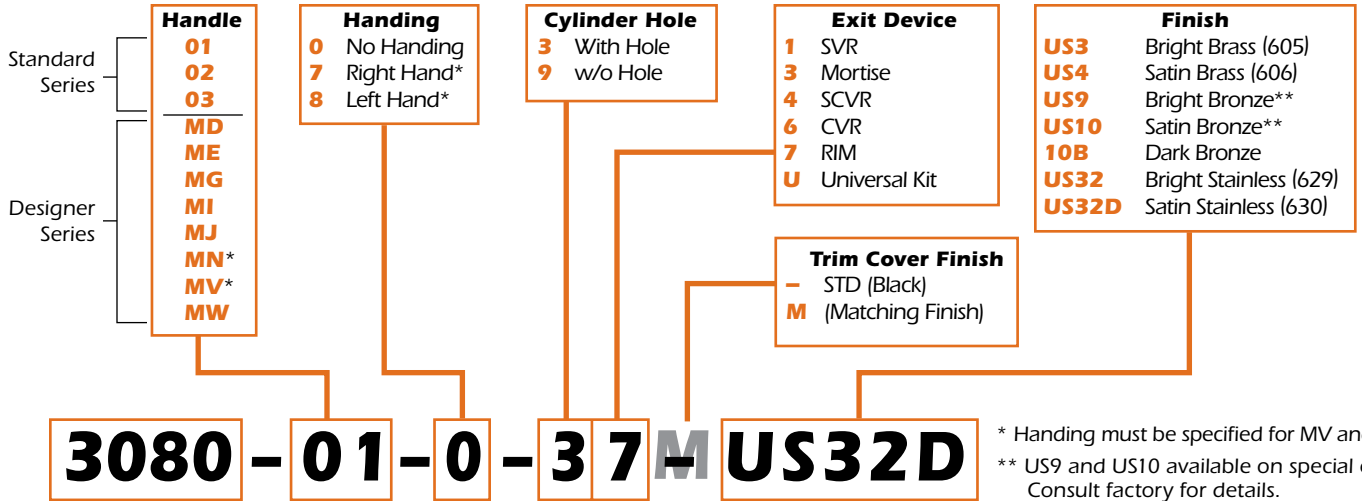 Handle
01
02
03
MD
ME
MG
MI
MJ
MN*
MV*
MW
Standard
Series
Designer
Series
Handing
0 No Handing
7 Right Hand*
8 Left Hand*
Cylinder Hole
3 With Hole
9 w/o Hole
Exit Device
1 SVR
3 Mortise
4 SCVR
6 CVR
7 RIM
U Universal Kit
Trim Cover Finish
– STD (Black)
M (Matching Finish)
Finish
US3 Bright Brass (605)
US4 Satin Brass (606)
US9 Bright Bronze**
US10 Satin Bronze**
10B Dark Bronze
US32 Bright Stainless (629)
US32D Satin Stainless (630)
3080 – 01 – 0 – 3 7 M – US32D
* Handing must be specified for MV
** US9 and US10 available on special
Consult factory for details.